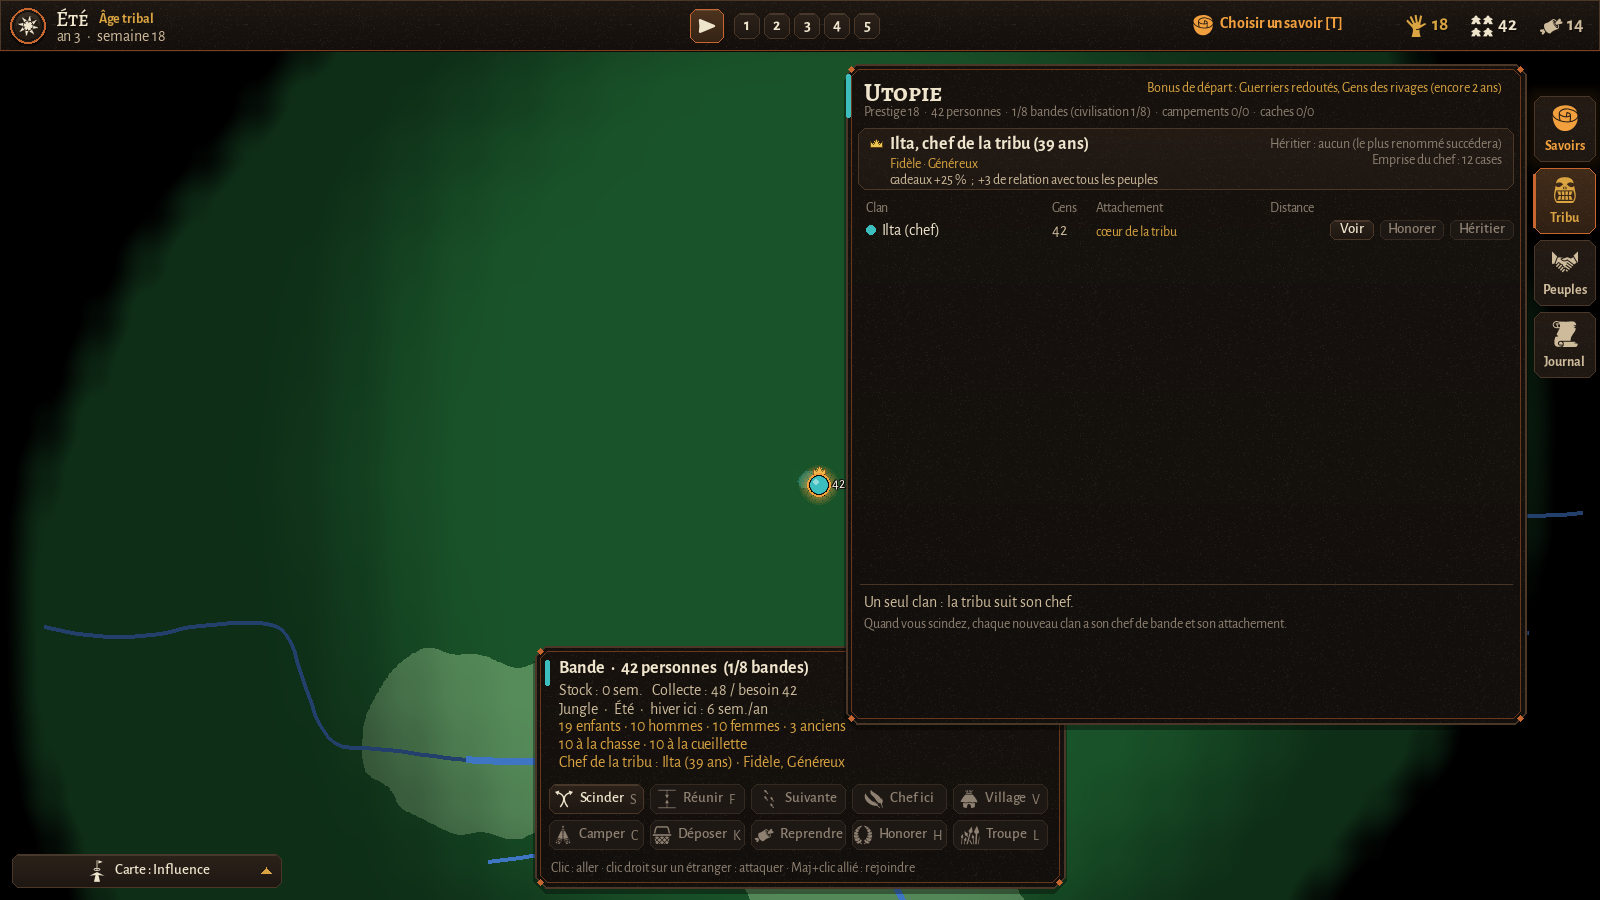 Été Âge tribal
an 3 · semaine 18
1 2 3 4 5
Choisir un savoir [T]
18 42 14
Utopie
Bonus de départ : Guerriers redoutés, Gens des rivages (encore 2 ans)
Prestige 18 · 42 personnes · 1/8 bandes (civilisation 1/8) · campements 0/0 · caches 0/0
Ilta, chef de la tribu (39 ans)
Héritier : aucun (le plus renommé succédera)
Fidèle · Généreux
Emprise du chef : 12 cases
cadeaux +25 % ; +3 de relation avec tous les peuples
Clan Gens Attachement Distance
Ilta (chef) 42 cœur de la tribu Voir Honorer Héritier
Un seul clan : la tribu suit son chef.
Quand vous scindez, chaque nouveau clan a son chef de bande et son attachement.
Savoirs
Tribu
Peuples
Journal
42
Bande · 42 personnes (1/8 bandes)
Stock : 0 sem. Collecte : 48 / besoin 42
Jungle · Été · hiver ici : 6 sem./an
19 enfants · 10 hommes · 10 femmes · 3 anciens
10 à la chasse · 10 à la cueillette
Chef de la tribu : Ilta (39 ans) · Fidèle, Généreux
Scinder S Réunir F Suivante Chef ici Village V
Camper C Déposer K Reprendre Honorer H Troupe L
Clic : aller · clic droit sur un étranger : attaquer · Maj+clic allié : rejoindre
Carte : Influence